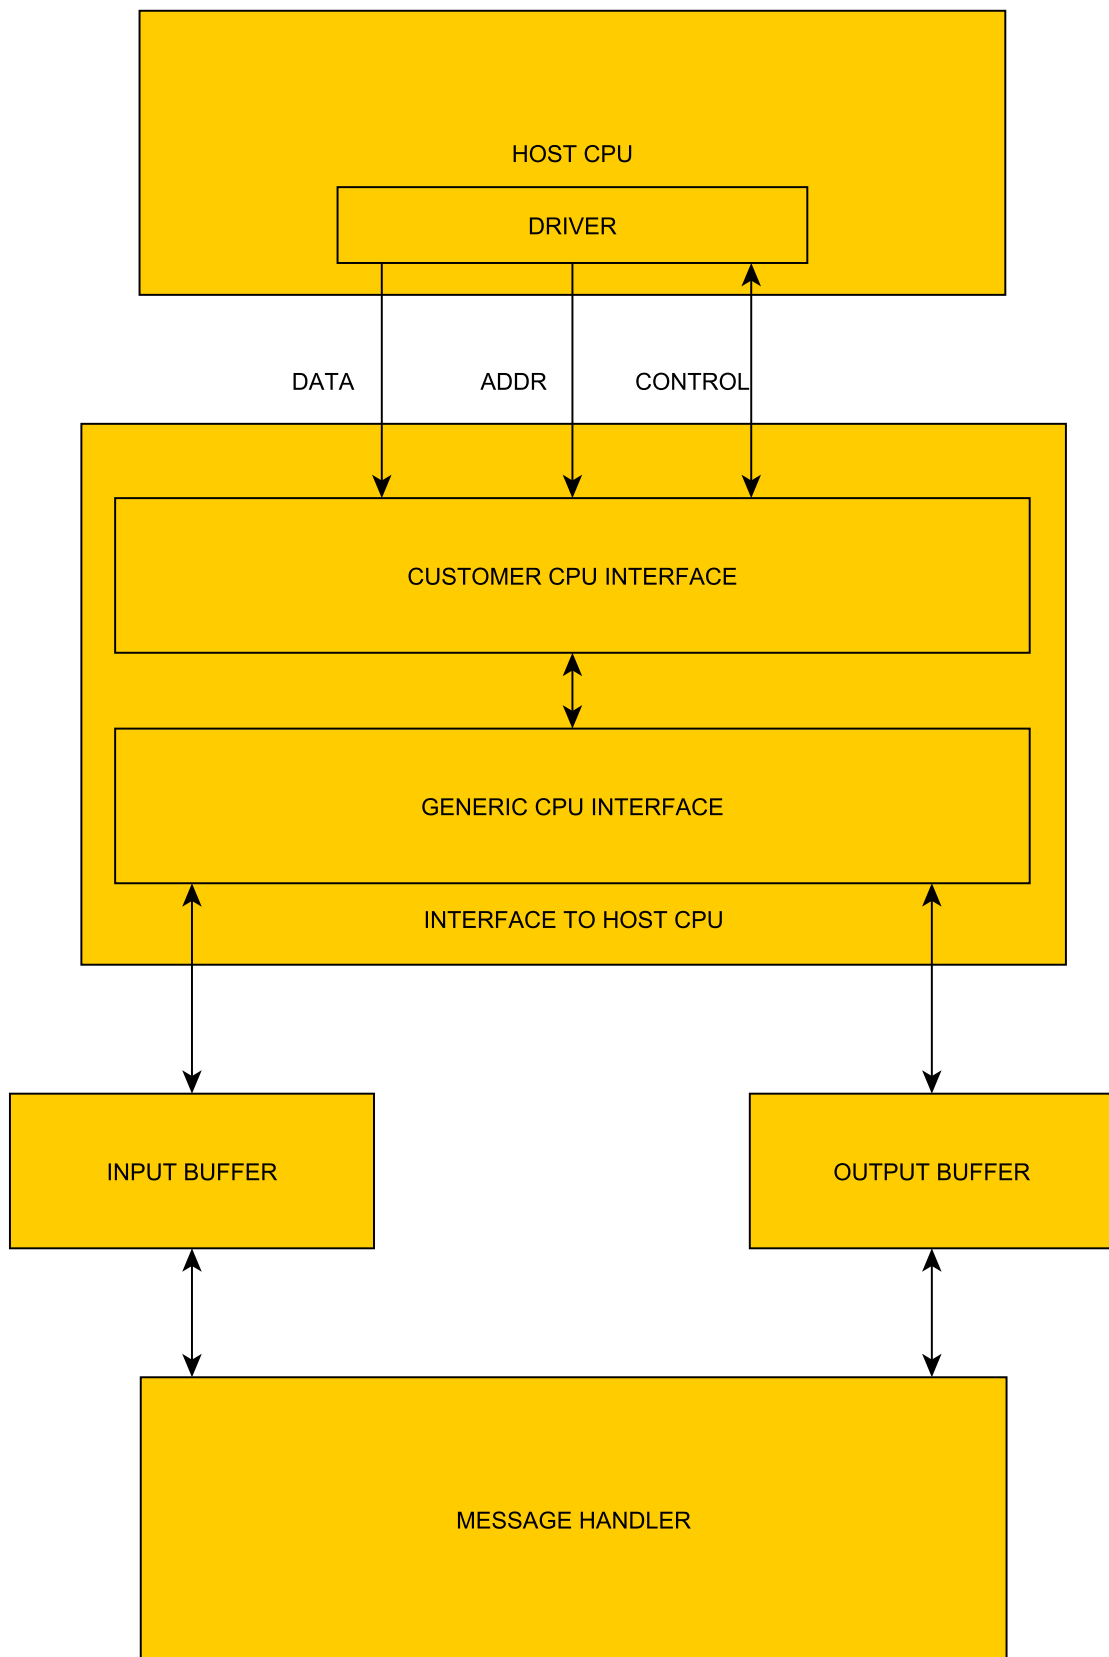 HOST CPU
DRIVER
DATA
ADDR
CONTROL
CUSTOMER CPU INTERFACE
GENERIC CPU INTERFACE
INTERFACE TO HOST CPU
INPUT BUFFER
OUTPUT BUFFER
MESSAGE HANDLER